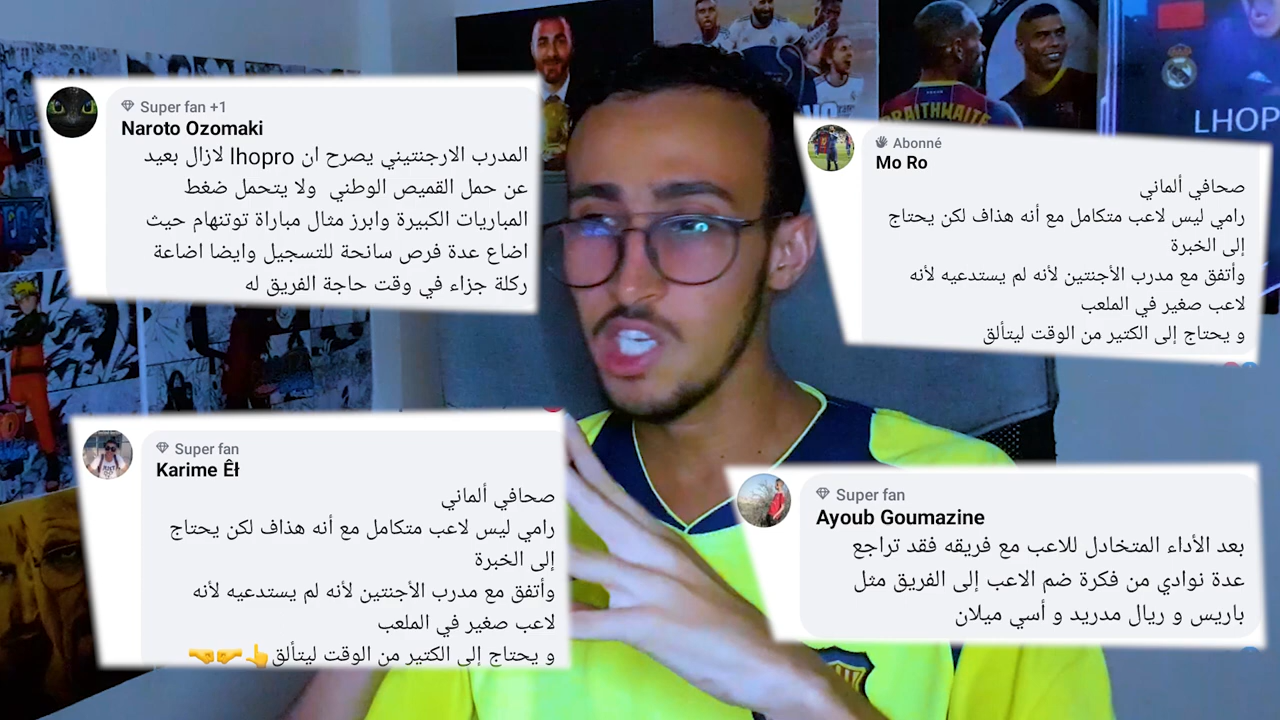 BRAITHWAITE
LHOP
Super fan +1
Naroto Ozomaki
المدرب الارجنتيني يصرح ان lhopro لازال بعيد
عن حمل القميص الوطني ولا يتحمل ضغط
المباريات الكبيرة وابرز مثال مباراة توتنهام حيث
اضاع عدة فرص سانحة للتسجيل وايضا اضاعة
ركلة جزاء في وقت حاجة الفريق له
Abonné
Mo Ro
صحافي ألماني
رامي ليس لاعب متكامل مع أنه هذاف لكن يحتاج
إلى الخبرة
وأتفق مع مدرب الأجنتين لأنه لم يستدعيه لأنه
لاعب صغير في الملعب
و يحتاج إلى الكتير من الوقت ليتألق
Super fan
Karime Êł
صحافي ألماني
رامي ليس لاعب متكامل مع أنه هذاف لكن يحتاج
إلى الخبرة
وأتفق مع مدرب الأجنتين لأنه لم يستدعيه لأنه
لاعب صغير في الملعب
و يحتاج إلى الكتير من الوقت ليتألق👆🤛🤜
Super fan
Ayoub Goumazine
بعد الأداء المتخادل للاعب مع فريقه فقد تراجع
عدة نوادي من فكرة ضم الاعب إلى الفريق مثل
باريس و ريال مدريد و أسي ميلان